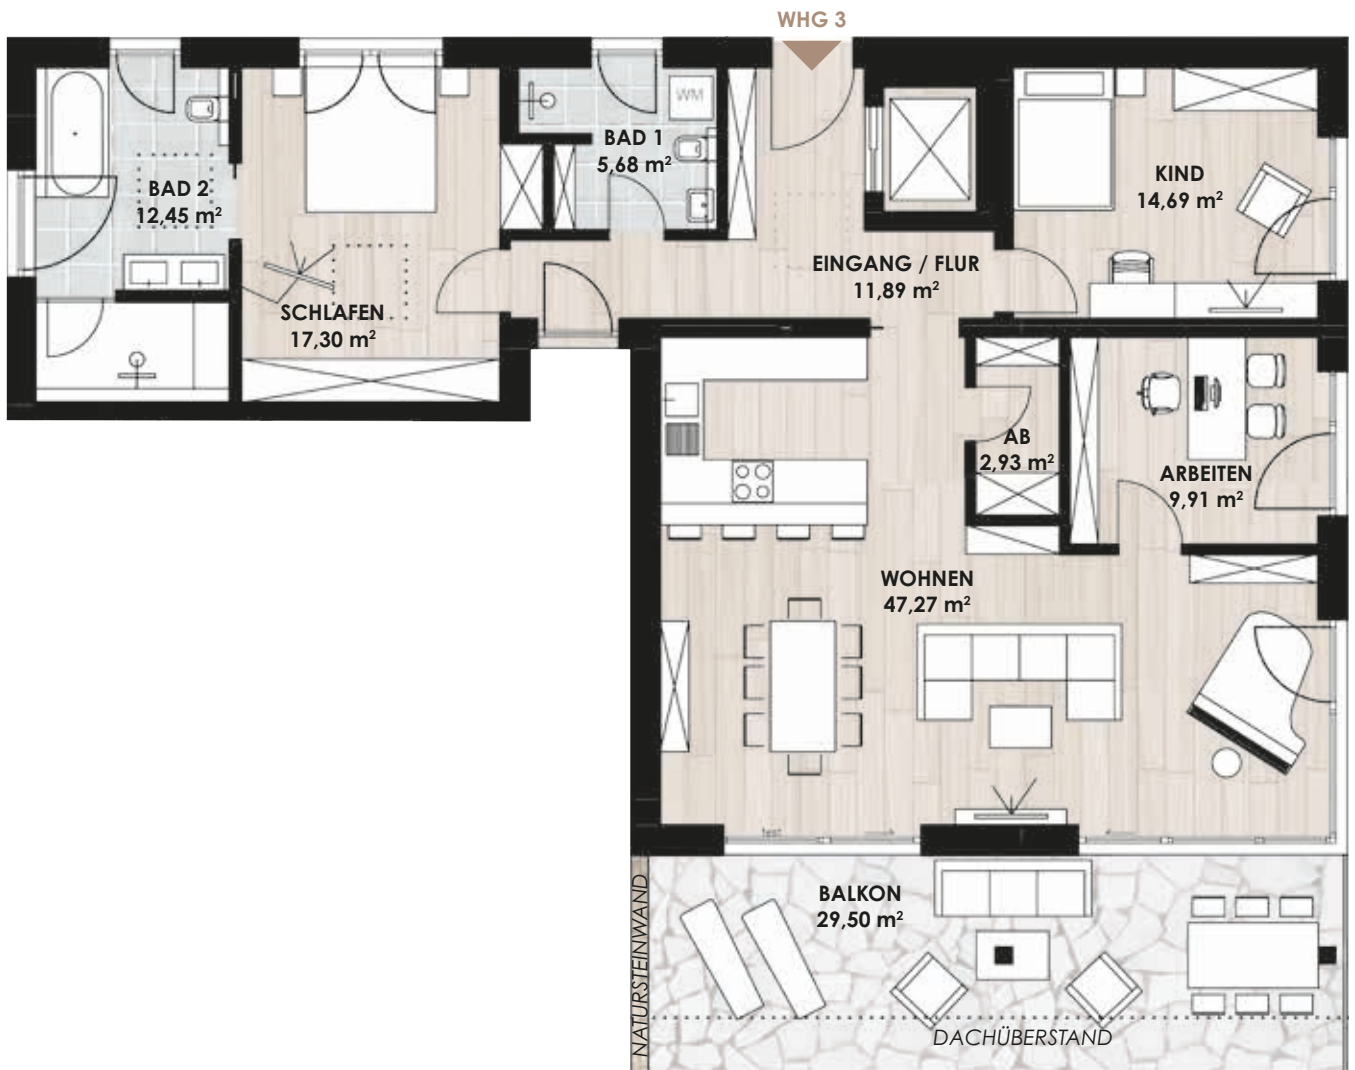 WHG 3
BAD 2
12,45 m²
SCHLAFEN
17,30 m²
BAD 1
5,68 m²
WM
EINGANG / FLUR
11,89 m²
KIND
14,69 m²
AB
2,93 m²
ARBEITEN
9,91 m²
WOHNEN
47,27 m²
test
BALKON
29,50 m²
NATURSTEINWAND
DACHÜBERSTAND